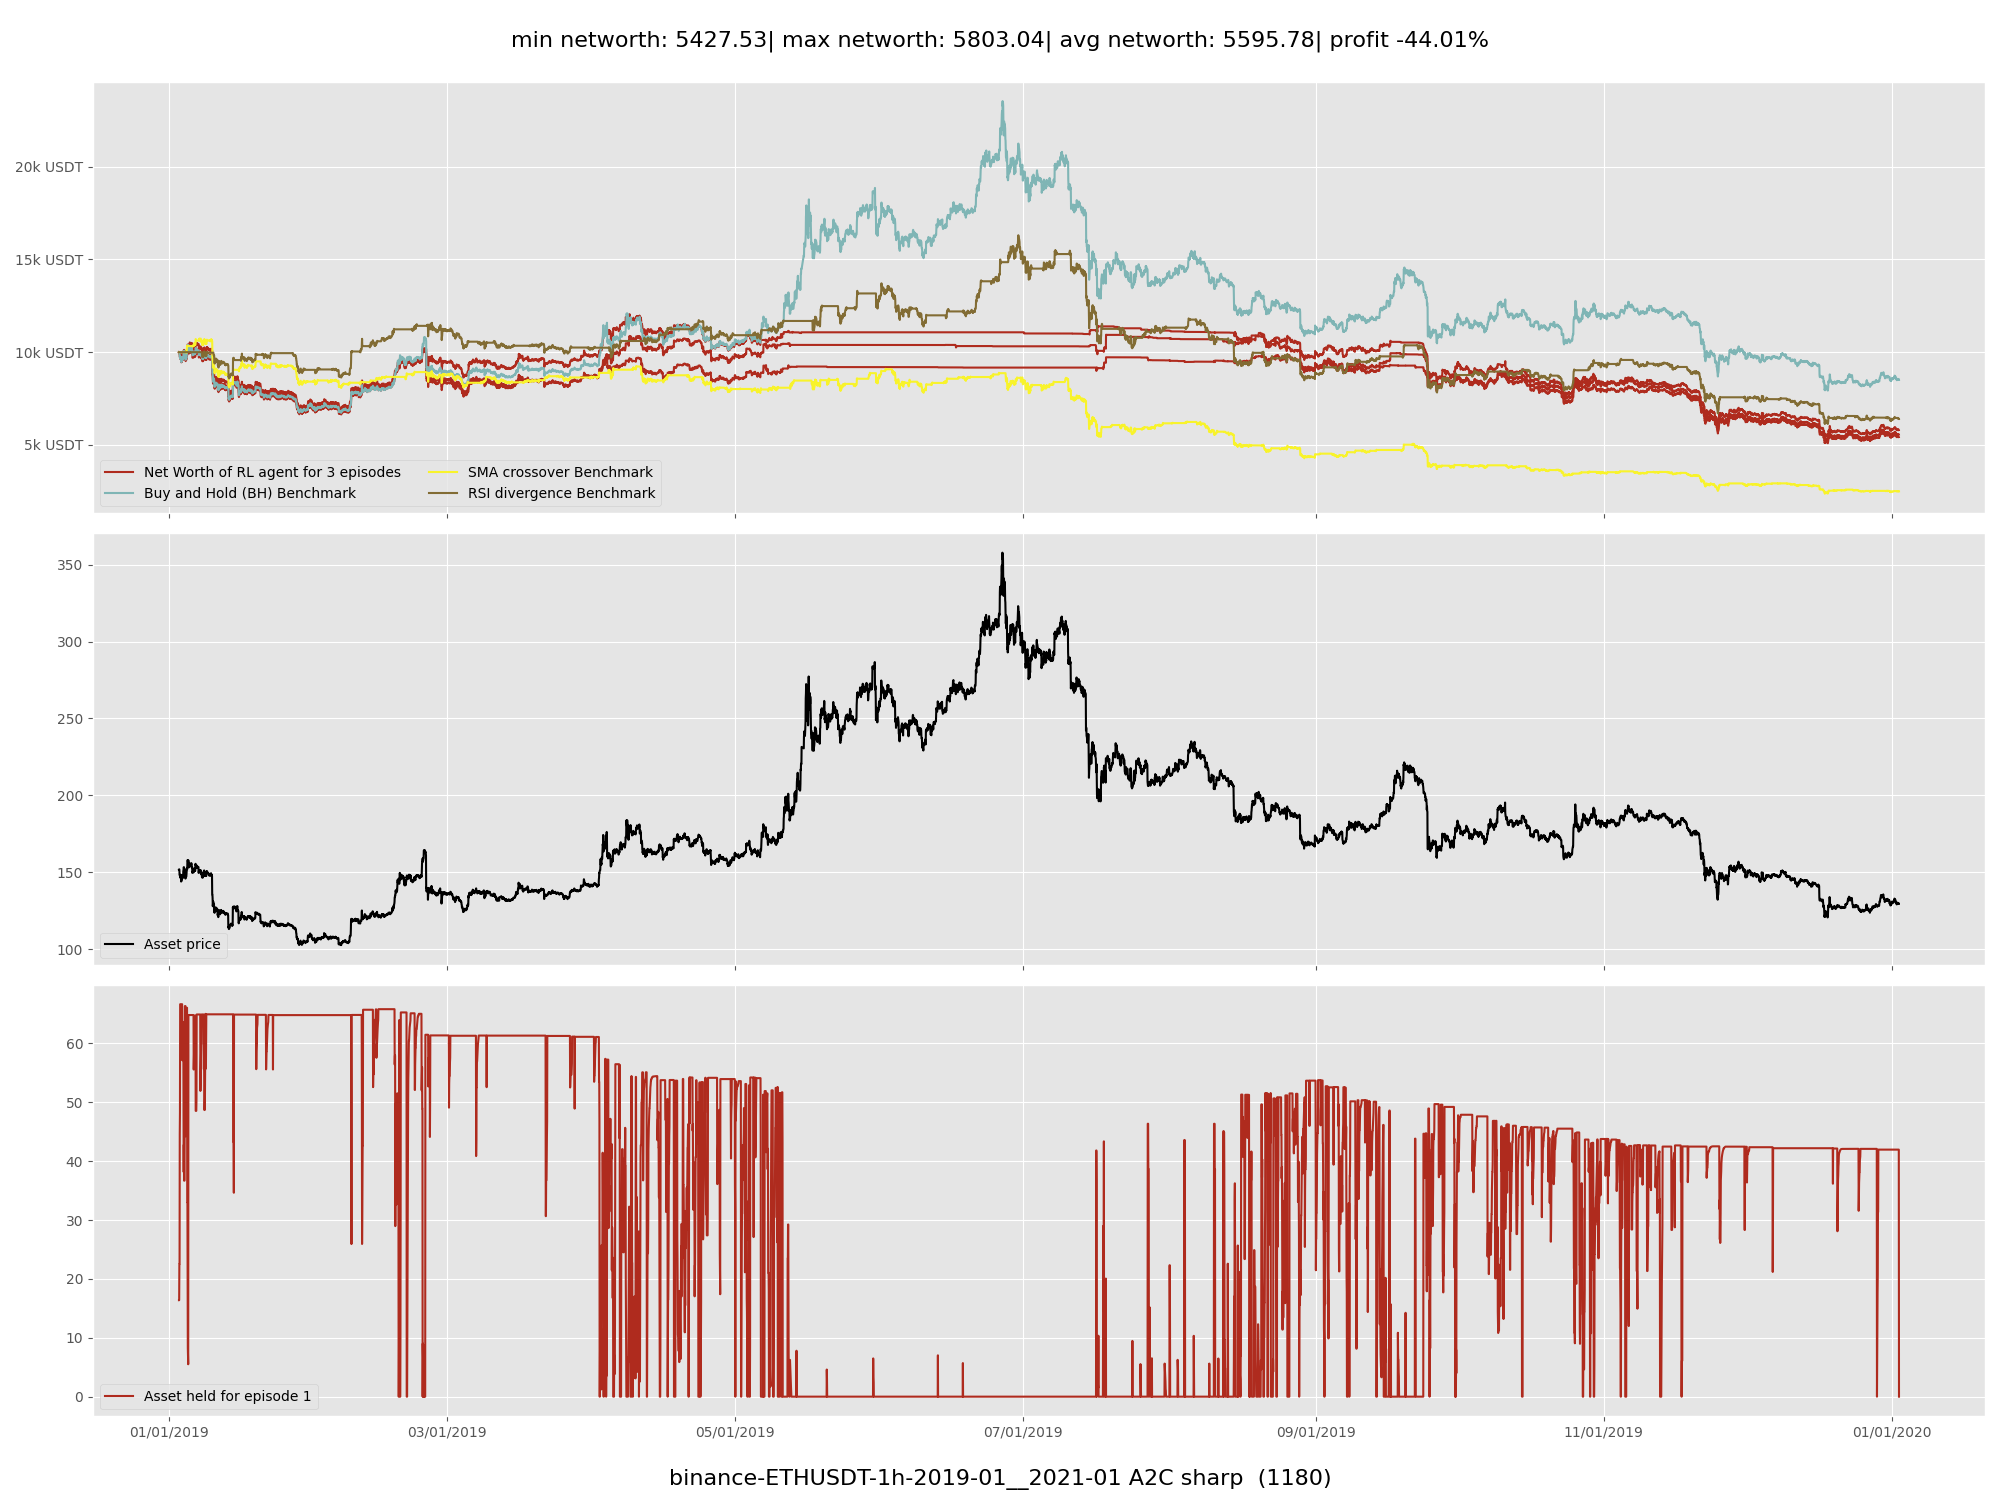 min networth: 5427.53| max networth: 5803.04| avg networth: 5595.78| profit -44.01%
20k USDT
15k USDT
10k USDT
5k USDT
Net Worth of RL agent for 3 episodes
Buy and Hold (BH) Benchmark
SMA crossover Benchmark
RSI divergence Benchmark
350
300
250
200
150
100
Asset price
60
50
40
30
20
10
0
Asset held for episode 1
01/01/2019 03/01/2019 05/01/2019 07/01/2019 09/01/2019 11/01/2019 01/01/2020
binance-ETHUSDT-1h-2019-01__2021-01 A2C sharp (1180)